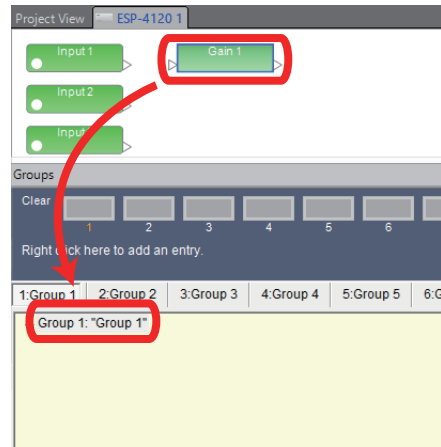 Project View ESP-4120 1
Input 1 Gain 1
Input 2
Input
Groups
Clear
1 2 3 4 5 6
Right click here to add an entry.
1:Group 1 2:Group 2 3:Group 3 4:Group 4 5:Group 5 6:G
Group 1: "Group 1"